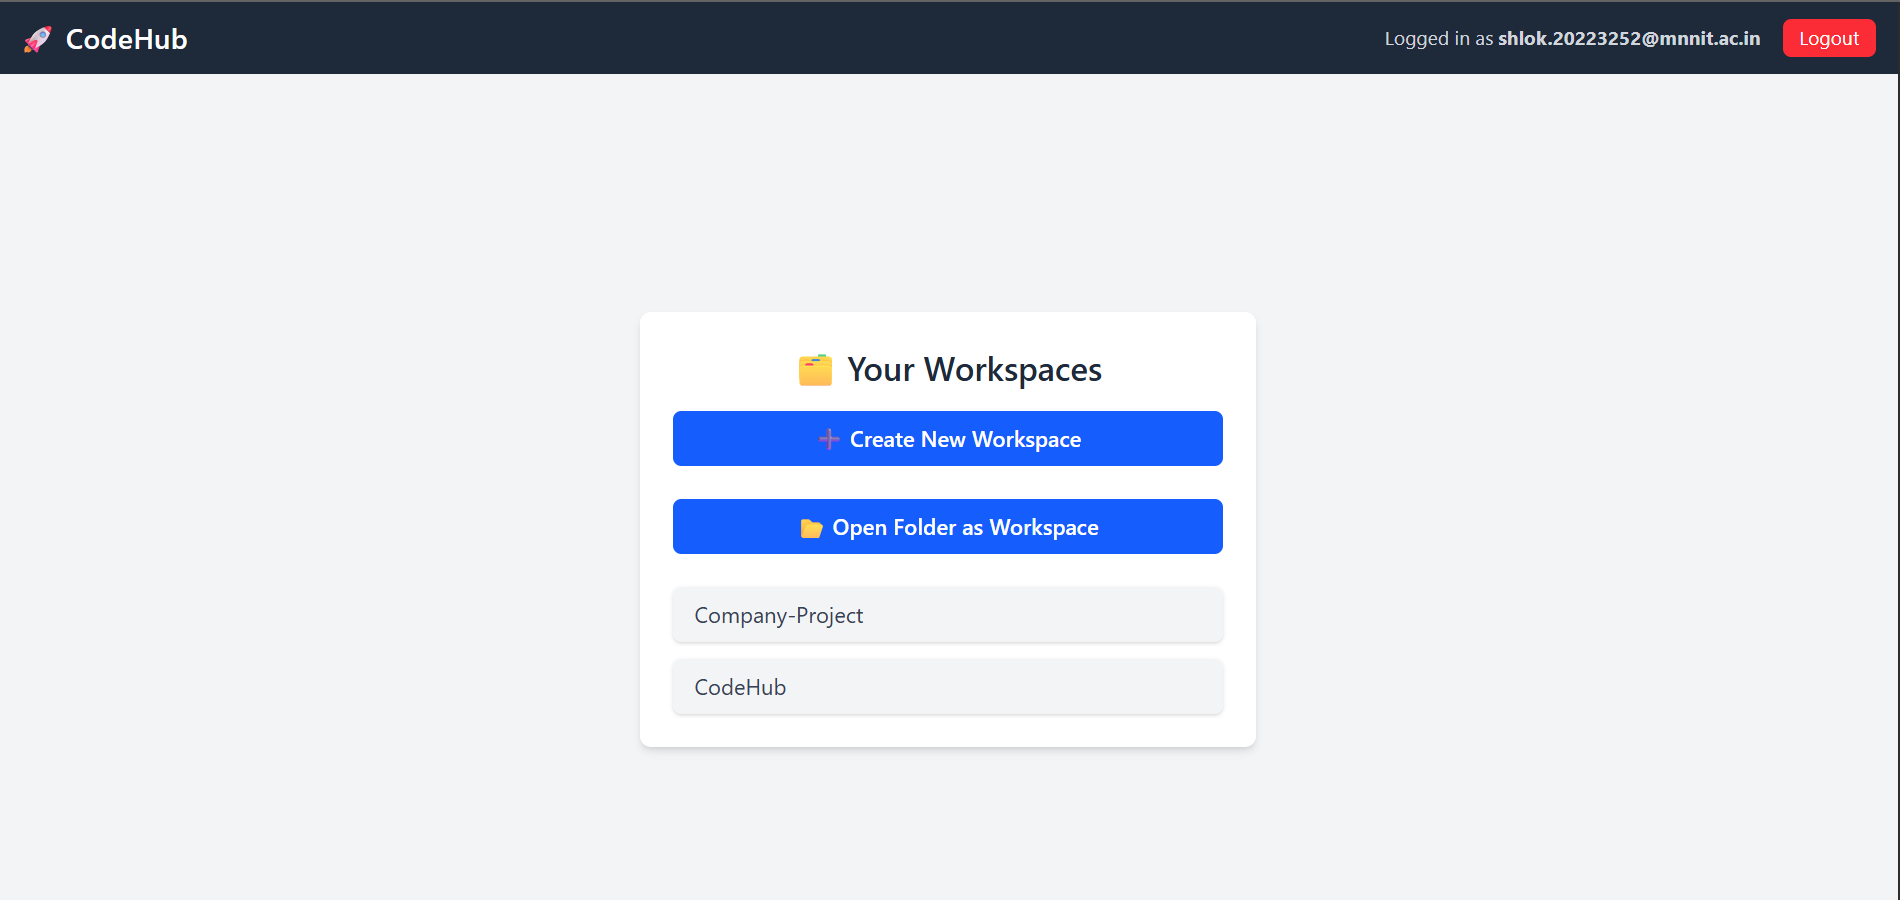 🚀 CodeHub
Logged in as shlok.20223252@mnnit.ac.in
Logout
🗂️ Your Workspaces
➕ Create New Workspace
📂 Open Folder as Workspace
Company-Project
CodeHub